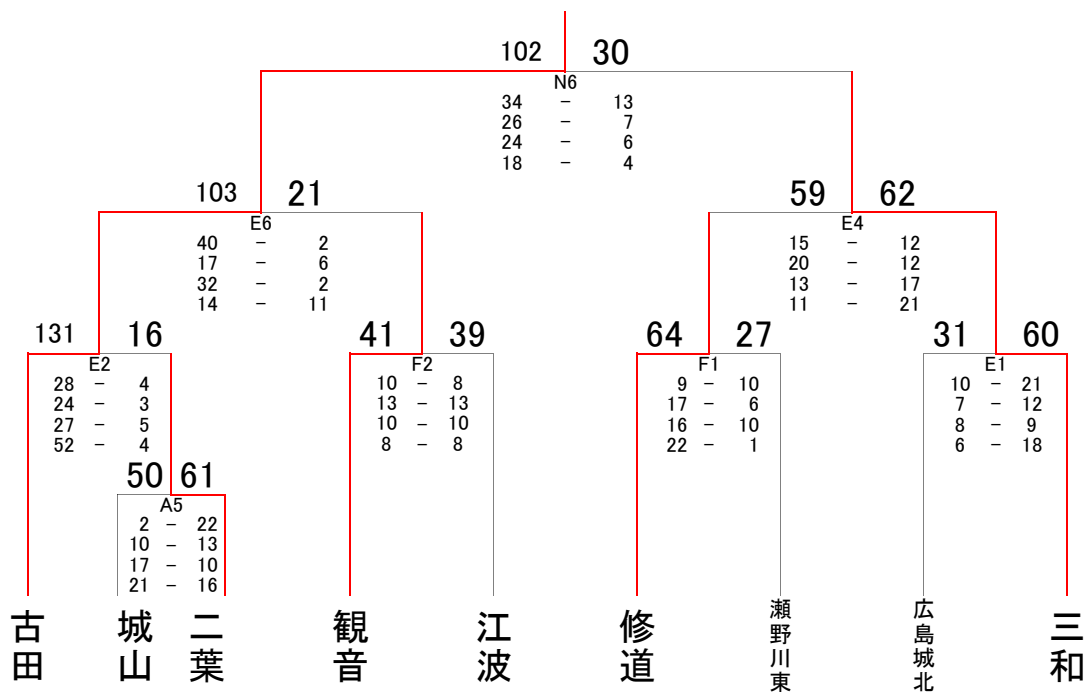 102 30
N6
34 － 13
26 － 7
24 － 6
18 － 4
103 21
E6
40 － 2
17 － 6
32 － 2
14 － 11
59 62
E4
15 － 12
20 － 12
13 － 17
11 － 21
131 16
E2
28 － 4
24 － 3
27 － 5
52 － 4
41 39
F2
10 － 8
13 － 13
10 － 10
8 － 8
64 27
F1
9 － 10
17 － 6
16 － 10
22 － 1
31 60
E1
10 － 21
7 － 12
8 － 9
6 － 18
50 61
A5
2 － 22
10 － 13
17 － 10
21 － 16
古田
城山
二葉
観音
江波
修道
瀬野川東
広島城北
三和